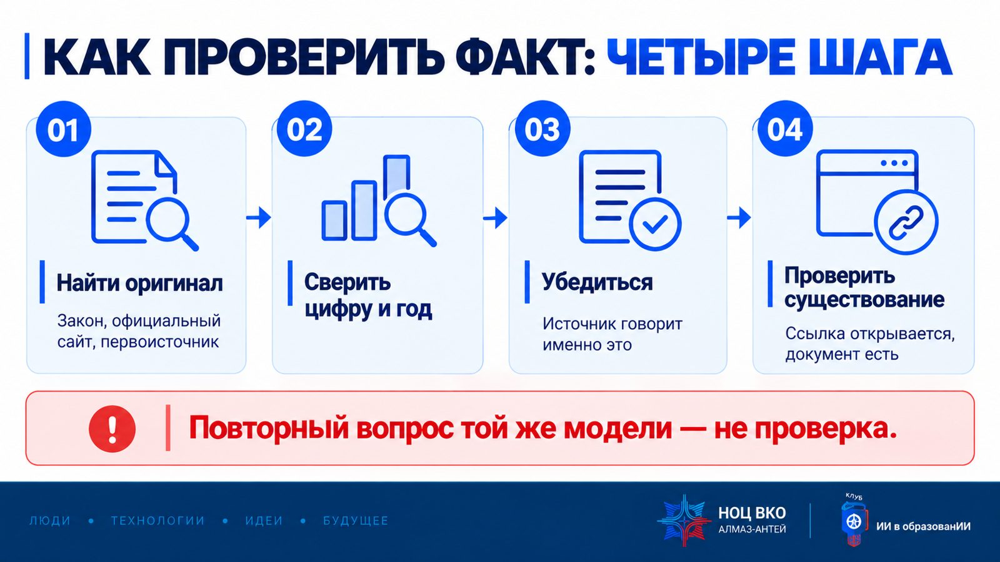 КАК ПРОВЕРИТЬ ФАКТ: ЧЕТЫРЕ ШАГА
01
Найти оригинал
Закон, официальный
сайт, первоисточник
02
Сверить
цифру и год
03
Убедиться
Источник говорит
именно это
04
Проверить
существование
Ссылка открывается,
документ есть
Повторный вопрос той же модели — не проверка.
ЛЮДИ • ТЕХНОЛОГИИ • ИДЕИ • БУДУЩЕЕ
НОЦ ВКО
АЛМАЗ-АНТЕЙ
КЛУБ
ИИ в образованИИ